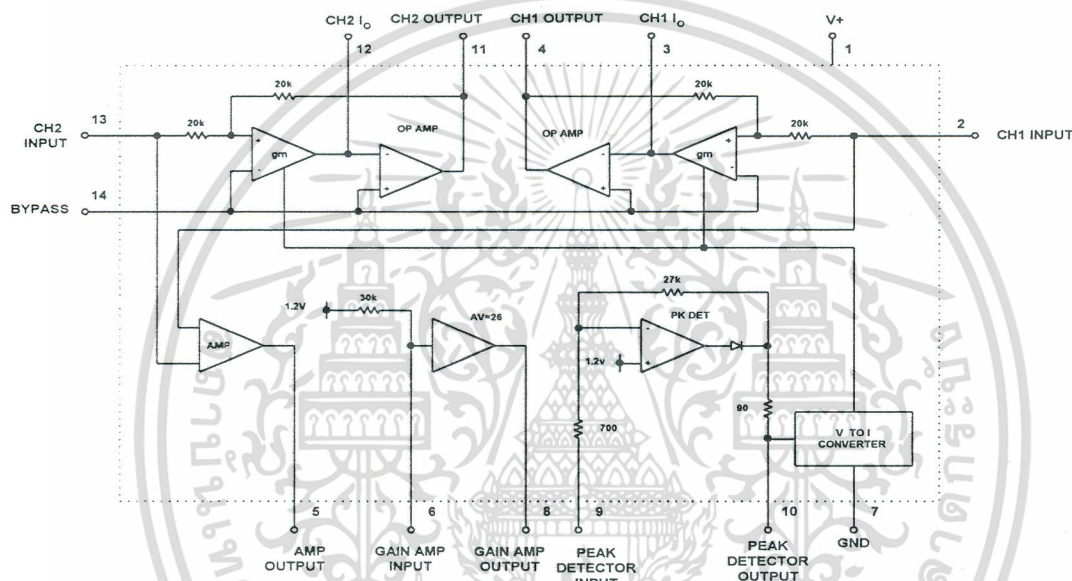 CH2 IO
CH2 OUTPUT
CH1 OUTPUT
CH1 IO
V+
12
11
4
3
1
20k
20k
13
CH2
INPUT
20k
OP AMP
OP AMP
20k
2
CH1 INPUT
+
gm
-
-
+
-
+
+
gm
-
14
BYPASS
27k
1.2V
30k
AV=26
PK DET
AMP
-
1.2v
+
90
700
V TO I
CONVERTER
5
6
8
9
10
7
AMP
OUTPUT
GAIN AMP
INPUT
GAIN AMP
OUTPUT
PEAK
DETECTOR
INPUT
PEAK
DETECTOR
OUTPUT
GND